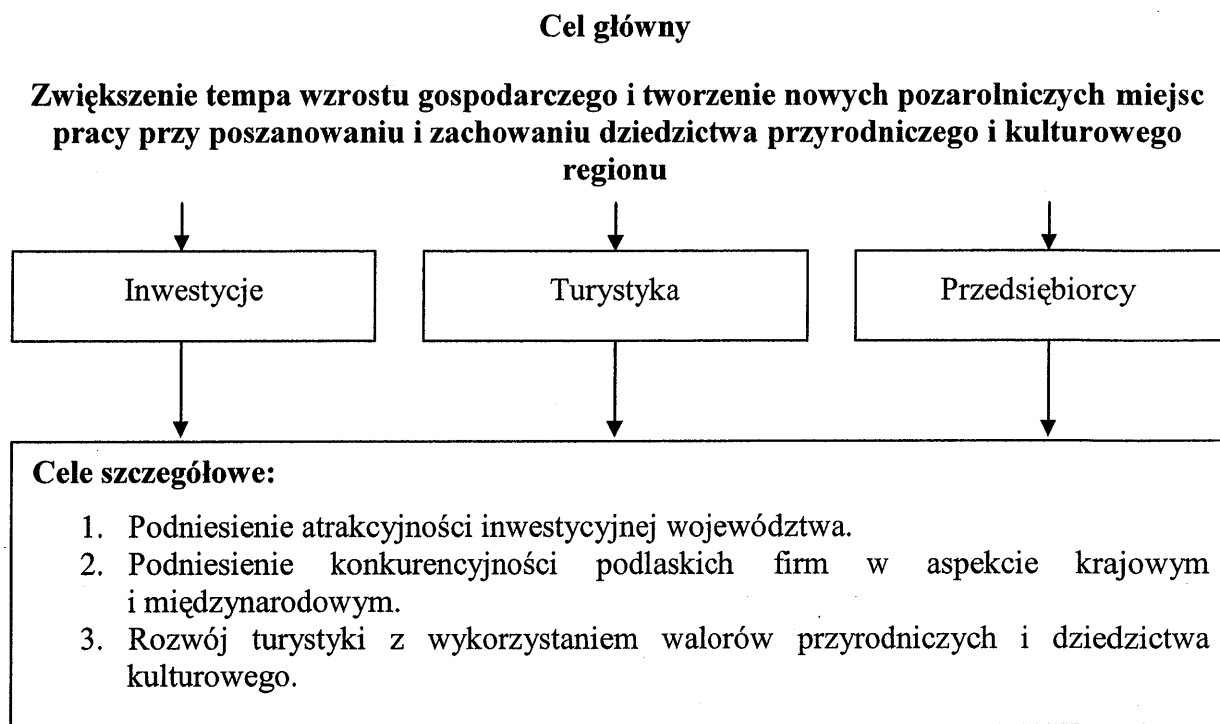 Cel główny
Zwiększenie tempa wzrostu gospodarczego i tworzenie nowych pozarolniczych miejsc
pracy przy poszanowaniu i zachowaniu dziedzictwa przyrodniczego i kulturowego
regionu
Inwestycje
Turystyka
Przedsiębiorcy
Cele szczegółowe:
1. Podniesienie atrakcyjności inwestycyjnej województwa.
2. Podniesienie konkurencyjności podlaskich firm w aspekcie krajowym
i międzynarodowym.
3. Rozwój turystyki z wykorzystaniem walorów przyrodniczych i dziedzictwa
kulturowego.